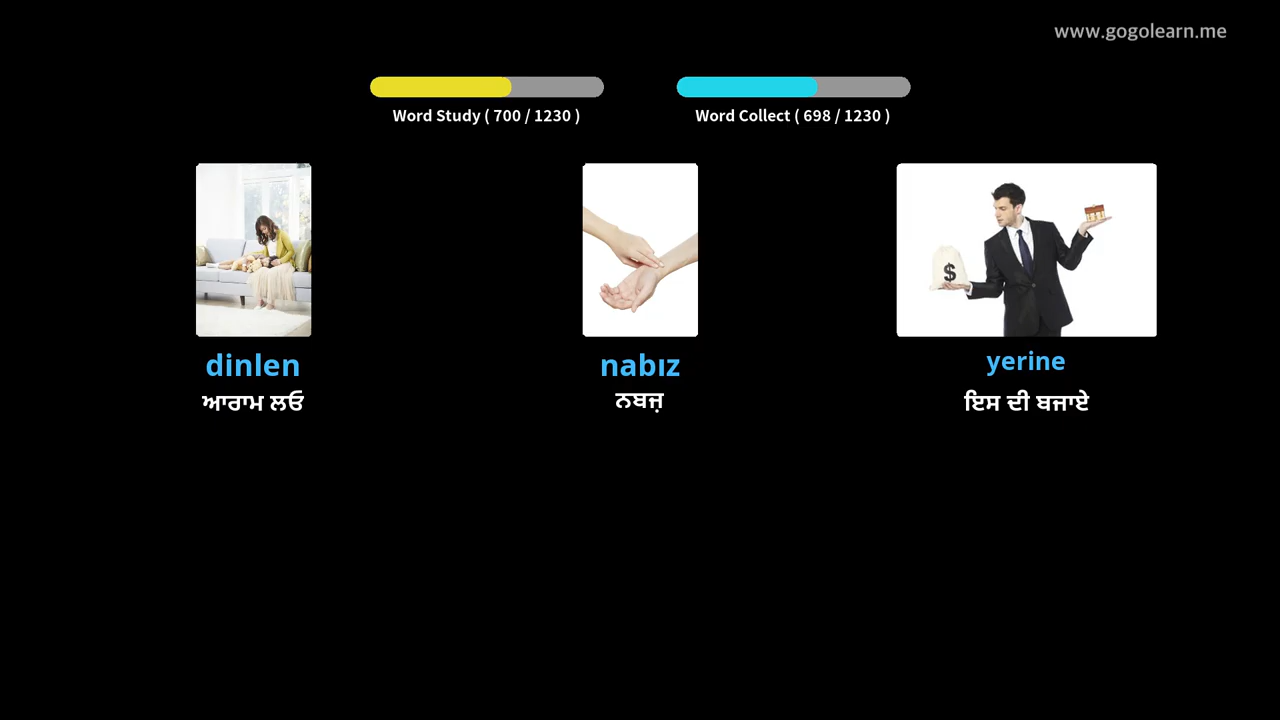 www.gogolearn.me
Word Study ( 700 / 1230 )
Word Collect ( 698 / 1230 )
$
dinlen
ਆਰਾਮ ਲਓ
nabız
ਨਬਜ਼
yerine
ਇਸ ਦੀ ਬਜਾਏ